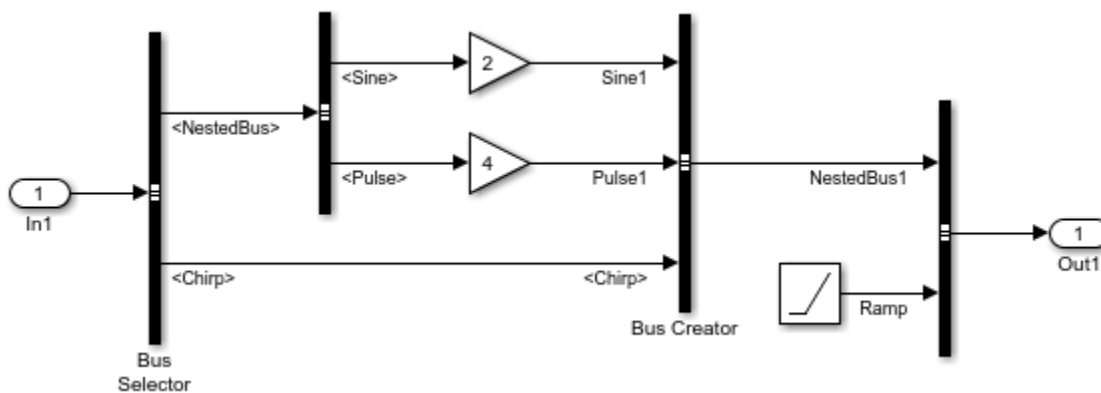 <Sine>
2
Sine1
<NestedBus>
<Pulse>
4
Pulse1
NestedBus1
1
In1
<Chirp>
<Chirp>
Bus Creator
Ramp
1
Out1
Bus
Selector